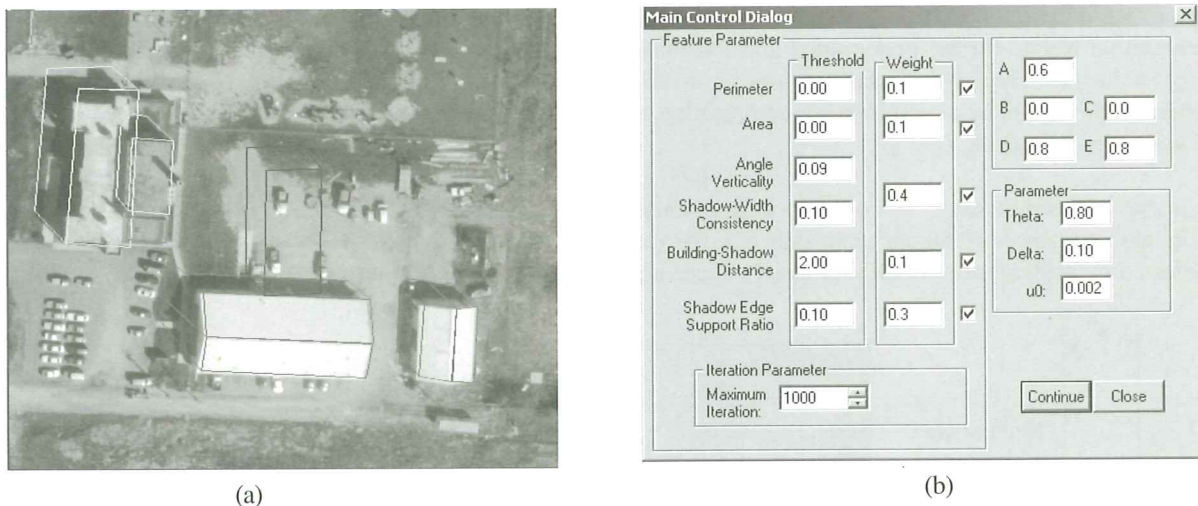 Main Control Dialog
Feature Parameter
Threshold
Weight
Perimeter
0.00
0.1
Area
0.00
0.1
Angle
Verticality
0.09
0.4
Shadow-Width
Consistency
0.10
Building-Shadow
Distance
2.00
0.1
Shadow Edge
Support Ratio
0.10
0.3
Iteration Parameter
Maximum
Iteration:
1000
A 0.6
B 0.0 C 0.0
D 0.8 E 0.8
Parameter
Theta: 0.80
Delta: 0.10
u0: 0.002
Continue
Close
(a)
(b)